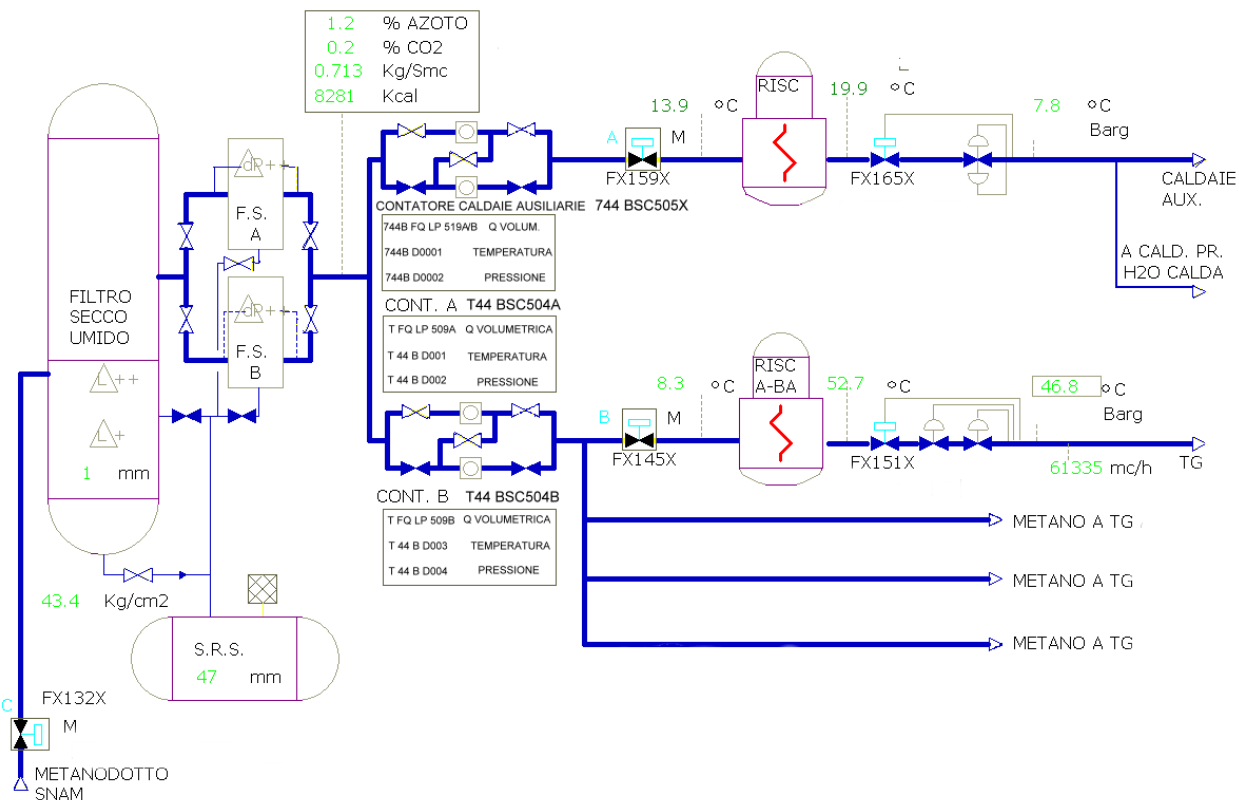 1.2 % AZOTO
0.2 % CO2
0.713 Kg/Smc
8281 Kcal
dP++
F.S.
A
dP++
F.S.
B
FILTRO
SECCO
UMIDO
L++
L+
1 mm
43.4 Kg/cm2
S.R.S.
47 mm
C
FX132X
M
METANODOTTO
SNAM
CONTATORE CALDAIE AUSILIARIE 744 BSC505X
744B FQ LP 519A/B Q VOLUM.
744B D0001 TEMPERATURA
744B D0002 PRESSIONE
CONT. A T44 BSC504A
T FQ LP 509A Q VOLUMETRICA
T 44 B D001 TEMPERATURA
T 44 B D002 PRESSIONE
CONT. B T44 BSC504B
T FQ LP 509B Q VOLUMETRICA
T 44 B D003 TEMPERATURA
T 44 B D004 PRESSIONE
A
M
FX159X
13.9 °C
RISC
19.9 °C
FX165X
7.8 °C
Barg
CALDAIE
AUX.
A CALD. PR.
H2O CALDA
B
M
FX145X
8.3 °C
RISC
A-BA
52.7 °C
FX151X
46.8 °C
Barg
61335 mc/h
TG
METANO A TG
METANO A TG
METANO A TG